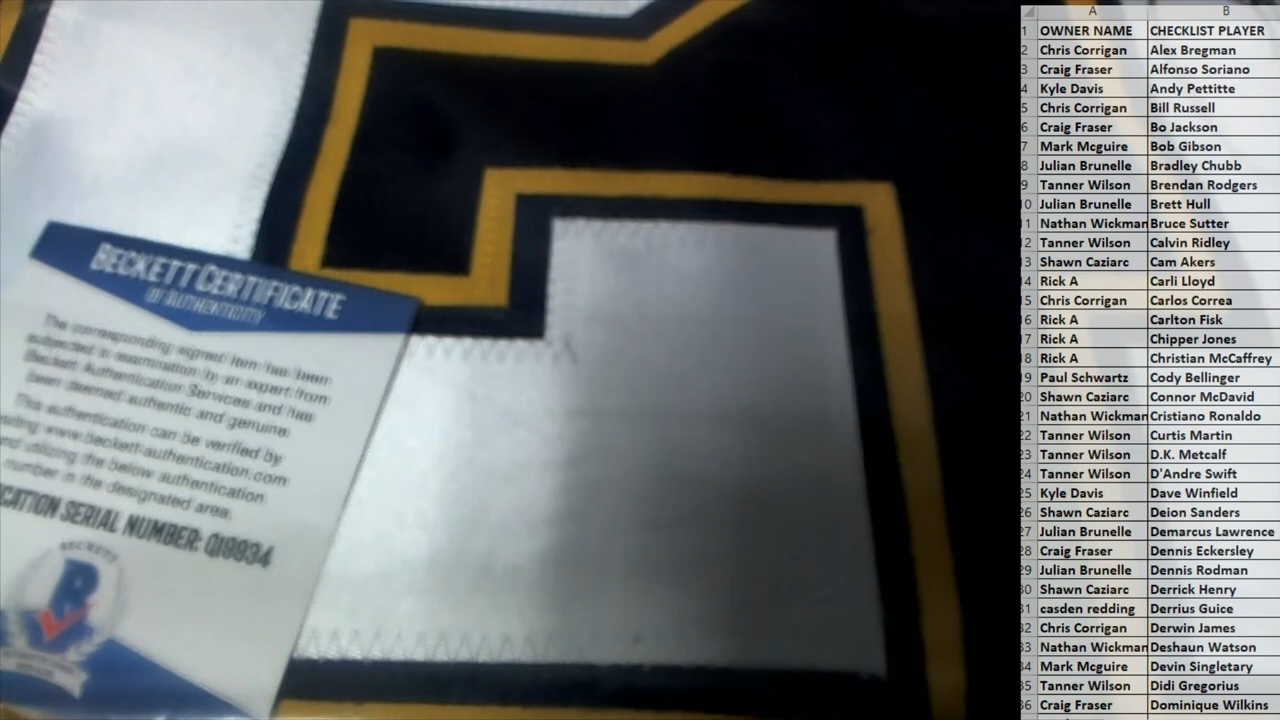 BECKETT CERTIFICATE
OF AUTHENTICITY
The corresponding signed item has been
subjected to examination by an expert from
Beckett Authentication Services and has
been deemed authentic and genuine.
This authentication can be verified by
www.beckett-authentication.com
and utilizing the below authentication
number in the designated area.
SERIAL NUMBER: Q19934
BECKETT
B
A B
1 OWNER NAME CHECKLIST PLAYER
2 Chris Corrigan Alex Bregman
3 Craig Fraser Alfonso Soriano
4 Kyle Davis Andy Pettitte
5 Chris Corrigan Bill Russell
6 Craig Fraser Bo Jackson
7 Mark Mcguire Bob Gibson
8 Julian Brunelle Bradley Chubb
9 Tanner Wilson Brendan Rodgers
10 Julian Brunelle Brett Hull
11 Nathan Wickman Bruce Sutter
12 Tanner Wilson Calvin Ridley
13 Shawn Caziarc Cam Akers
14 Rick A Carli Lloyd
15 Chris Corrigan Carlos Correa
16 Rick A Carlton Fisk
17 Rick A Chipper Jones
18 Rick A Christian McCaffrey
19 Paul Schwartz Cody Bellinger
20 Shawn Caziarc Connor McDavid
21 Nathan Wickman Cristiano Ronaldo
22 Tanner Wilson Curtis Martin
23 Tanner Wilson D.K. Metcalf
24 Tanner Wilson D'Andre Swift
25 Kyle Davis Dave Winfield
26 Shawn Caziarc Deion Sanders
27 Julian Brunelle Demarcus Lawrence
28 Craig Fraser Dennis Eckersley
29 Julian Brunelle Dennis Rodman
30 Shawn Caziarc Derrick Henry
31 casden redding Derrius Guice
32 Chris Corrigan Derwin James
33 Nathan Wickman Deshaun Watson
34 Mark Mcguire Devin Singletary
35 Tanner Wilson Didi Gregorius
36 Craig Fraser Dominique Wilkins